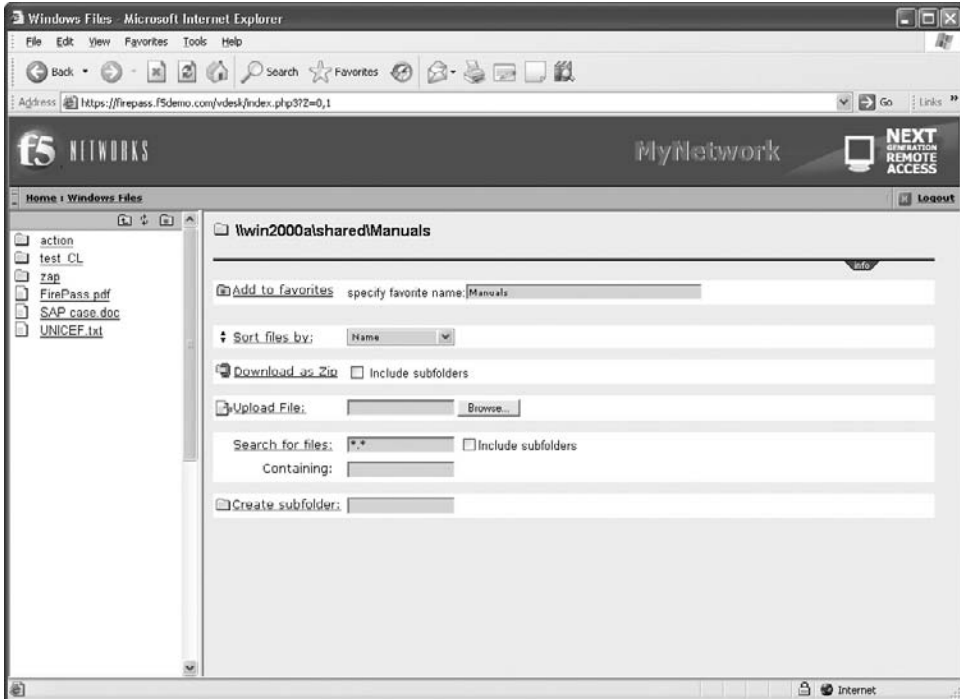 Windows Files - Microsoft Internet Explorer
File Edit View Favorites Tools Help
Back Search Favorites
Address https://firepass.f5demo.com/vdesk/index.php3?Z=0,1 Go Links »
f5 NETWORKS MyNetwork NEXT
GENERATION
REMOTE
ACCESS
Home : Windows Files Logout
action
test_CL
zap
FirePass.pdf
SAP case.doc
UNICEF.txt
\\win2000a\shared\Manuals
info
Add to favorites specify favorite name: Manuals
Sort files by: Name
Download as Zip Include subfolders
Upload File: Browse...
Search for files: *.* Include subfolders
Containing:
Create subfolder:
Internet